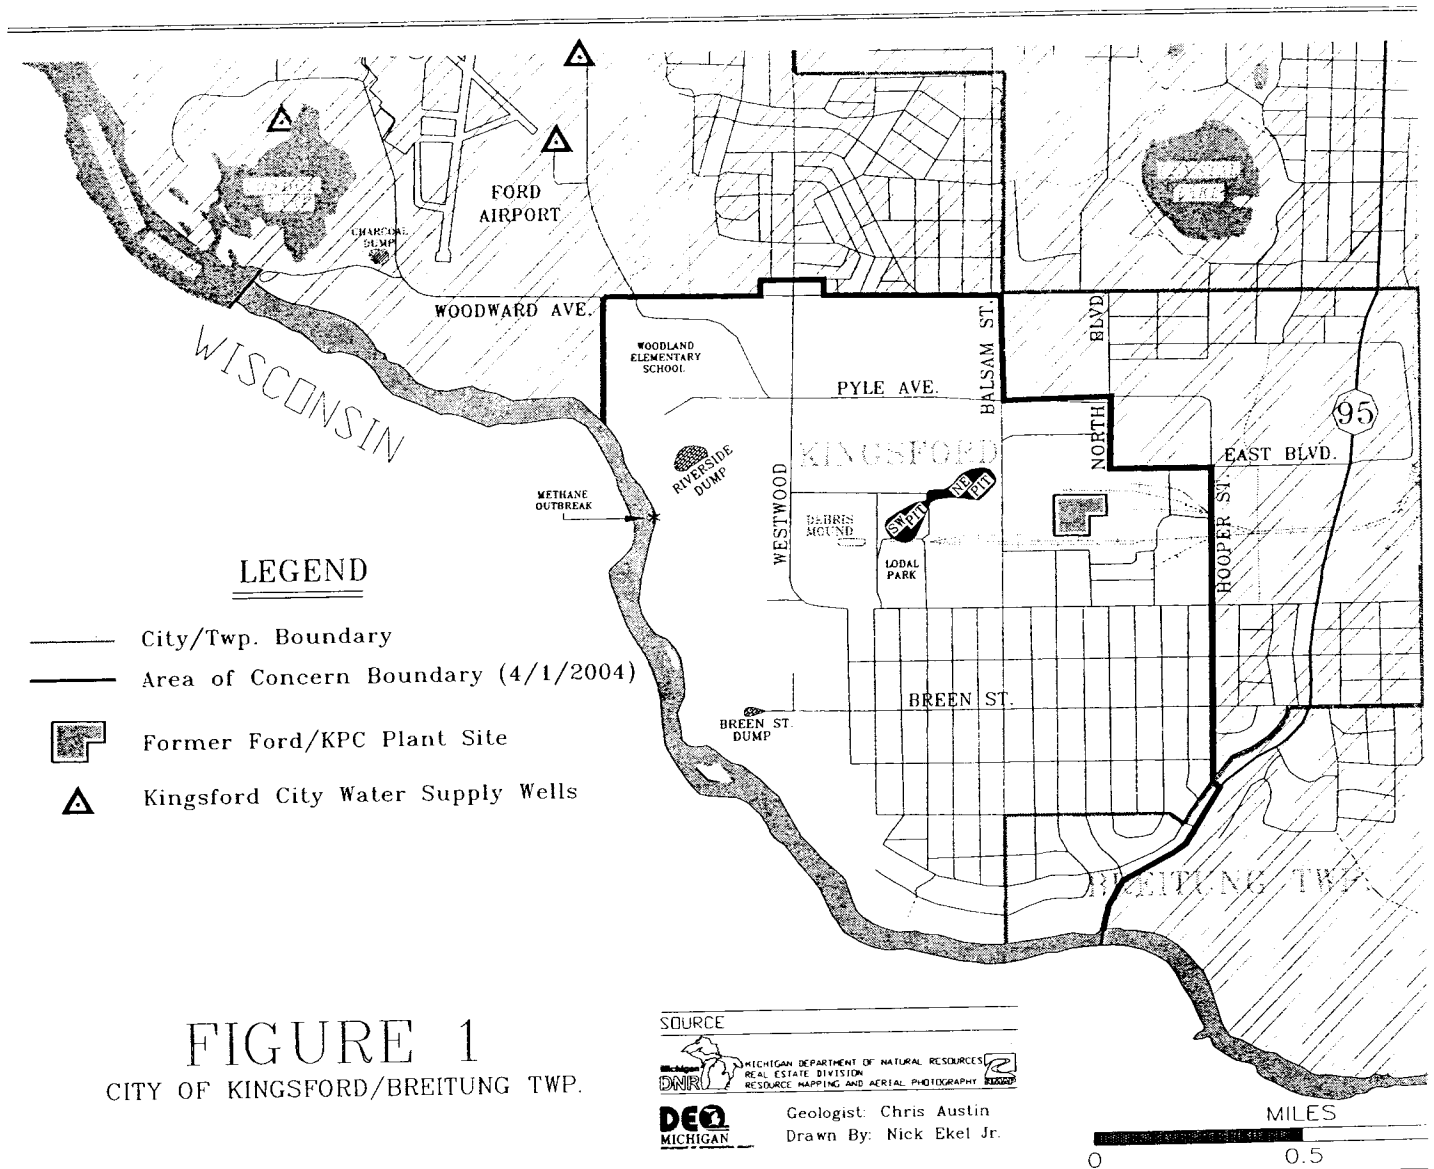 FORD
AIRPORT
CHARCOAL
DUMP
WOODWARD AVE.
WISCONSIN
WOODLAND
ELEMENTARY
SCHOOL
PYLE AVE.
BALSAM ST.
NORTH
BLVD
95
EAST BLVD.
HOOPER ST.
KINGSFORD
RIVERSIDE
DUMP
WESTWOOD
METHANE
OUTBREAK
DEBRIS
MOUND
SW
PIT
NE
PIT
LODAL
PARK
BREEN ST.
BREEN ST.
DUMP
BREITUNG TWP.
LEGEND
City/Twp. Boundary
Area of Concern Boundary (4/1/2004)
Former Ford/KPC Plant Site
Kingsford City Water Supply Wells
FIGURE 1
CITY OF KINGSFORD/BREITUNG TWP.
SOURCE
Michigan
DNR
MICHIGAN DEPARTMENT OF NATURAL RESOURCES
REAL ESTATE DIVISION
RESOURCE MAPPING AND AERIAL PHOTOGRAPHY
DEQ
MICHIGAN
Geologist: Chris Austin
Drawn By: Nick Ekel Jr.
MILES
0
0.5